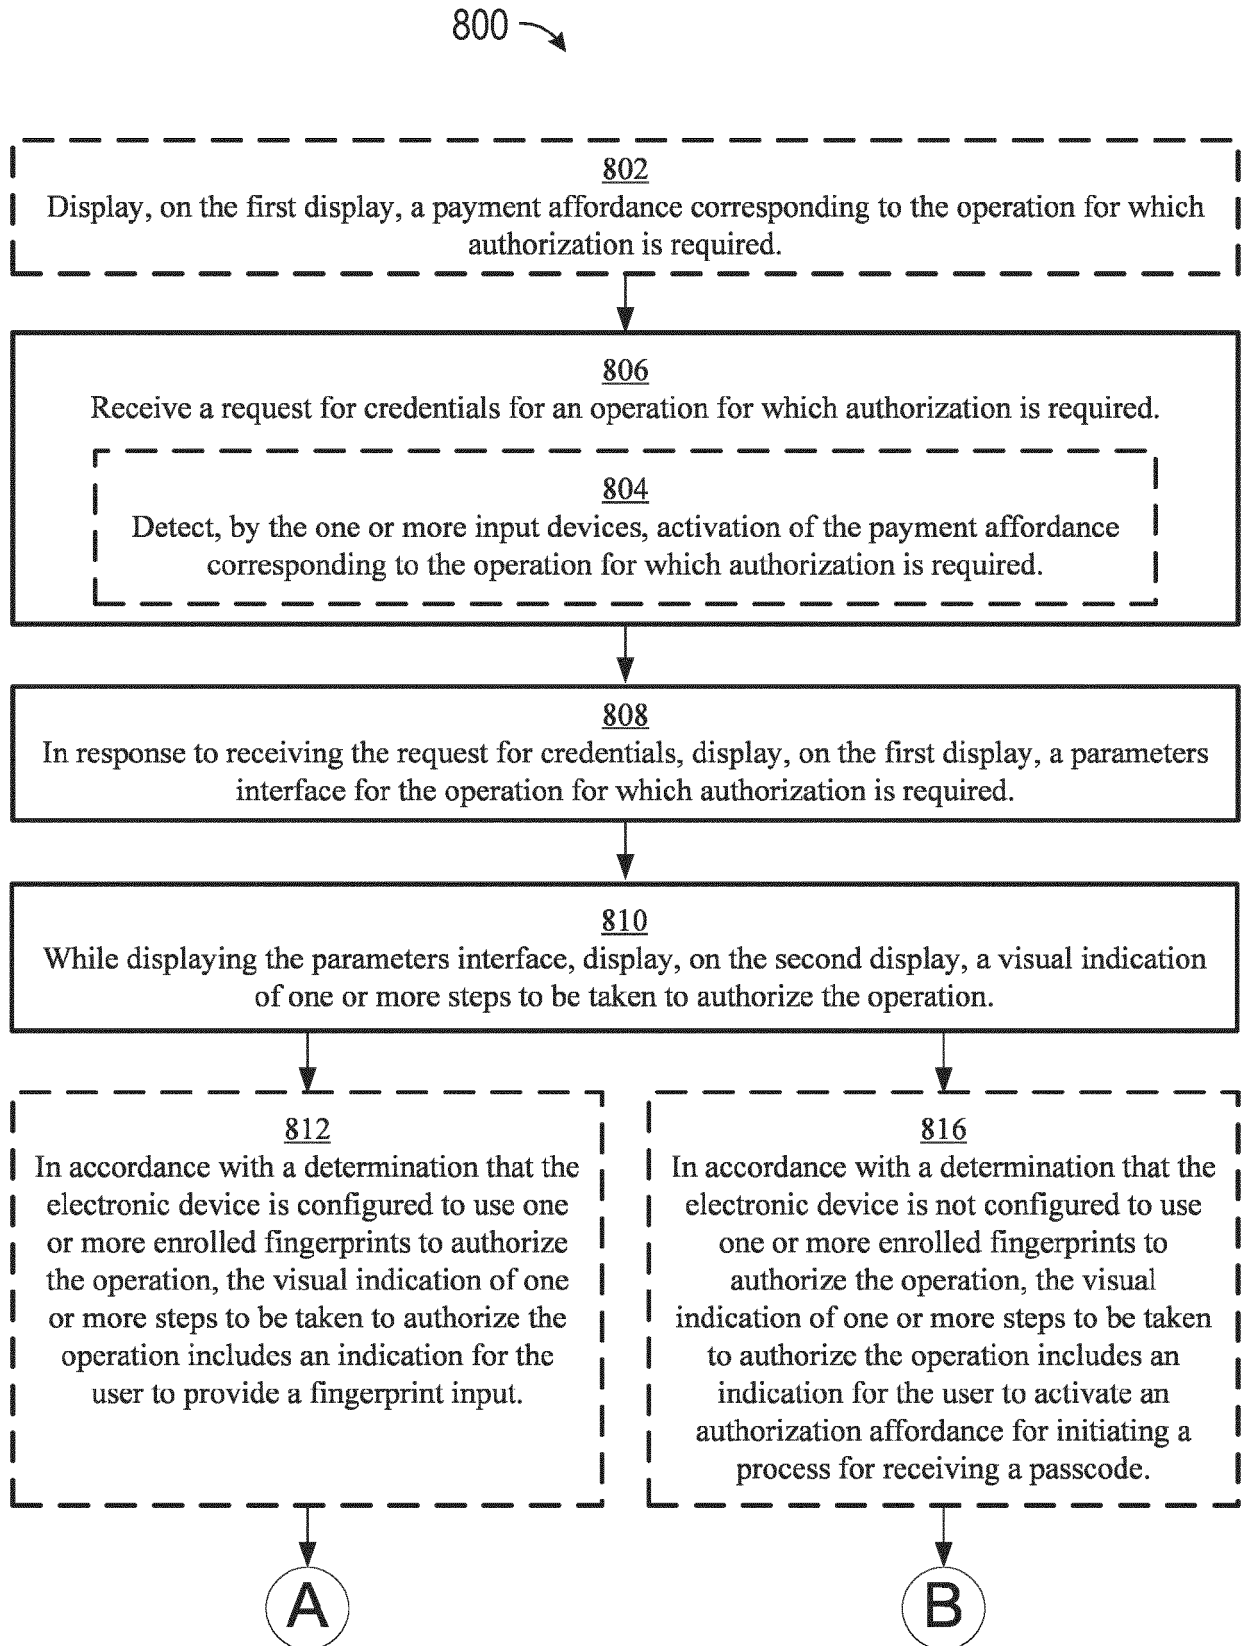 800
802
Display, on the first display, a payment affordance corresponding to the operation for which
authorization is required.
806
Receive a request for credentials for an operation for which authorization is required.
804
Detect, by the one or more input devices, activation of the payment affordance
corresponding to the operation for which authorization is required.
808
In response to receiving the request for credentials, display, on the first display, a parameters
interface for the operation for which authorization is required.
810
While displaying the parameters interface, display, on the second display, a visual indication
of one or more steps to be taken to authorize the operation.
812
In accordance with a determination that the
electronic device is configured to use one
or more enrolled fingerprints to authorize
the operation, the visual indication of one
or more steps to be taken to authorize the
operation includes an indication for the
user to provide a fingerprint input.
816
In accordance with a determination that the
electronic device is not configured to use
one or more enrolled fingerprints to
authorize the operation, the visual
indication of one or more steps to be taken
to authorize the operation includes an
indication for the user to activate an
authorization affordance for initiating a
process for receiving a passcode.
A
B